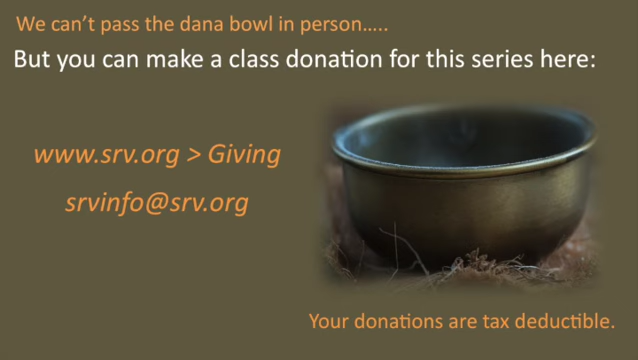 We can't pass the dana bowl in person…..
But you can make a class donation for this series here:
www.srv.org > Giving
srvinfo@srv.org
Your donations are tax deductible.